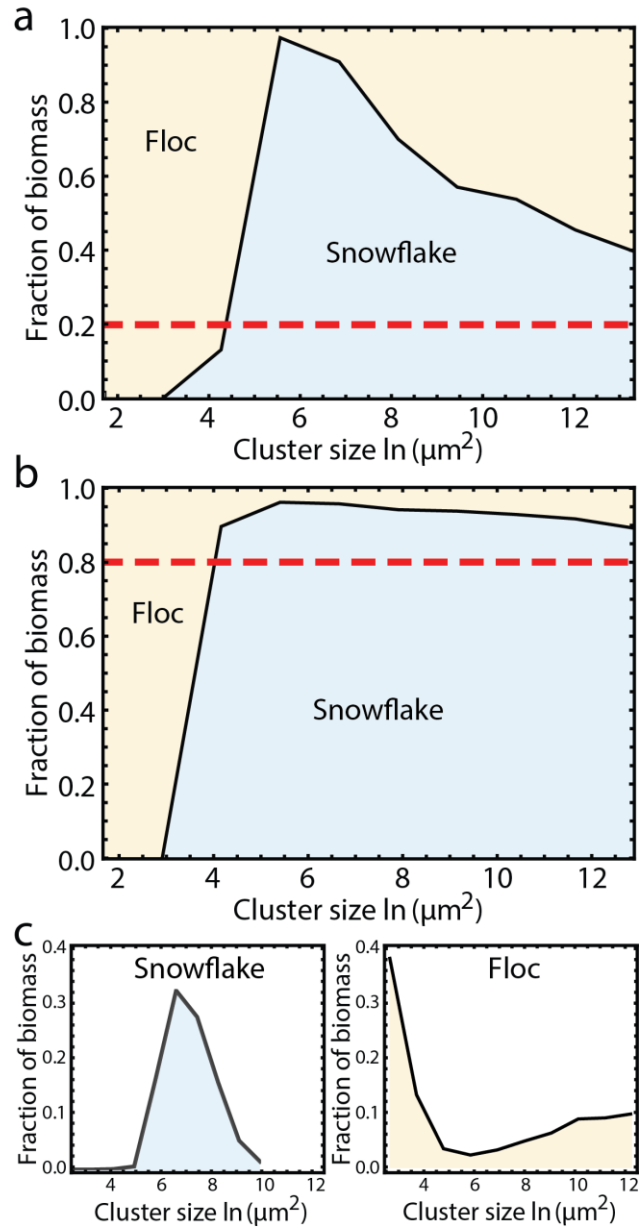 a
1.0
0.8
0.6
0.4
0.2
0.0
Fraction of biomass
Floc
Snowflake
2 4 6 8 10 12
Cluster size ln (μm²)
b
1.0
0.8
0.6
0.4
0.2
0.0
Fraction of biomass
Floc
Snowflake
2 4 6 8 10 12
Cluster size ln (μm²)
c
0.4
0.3
0.2
0.1
0.0
Fraction of biomass
Snowflake
4 6 8 10 12
Cluster size ln (μm²)
0.4
0.3
0.2
0.1
0.0
Fraction of biomass
Floc
4 6 8 10 12
Cluster size ln (μm²)